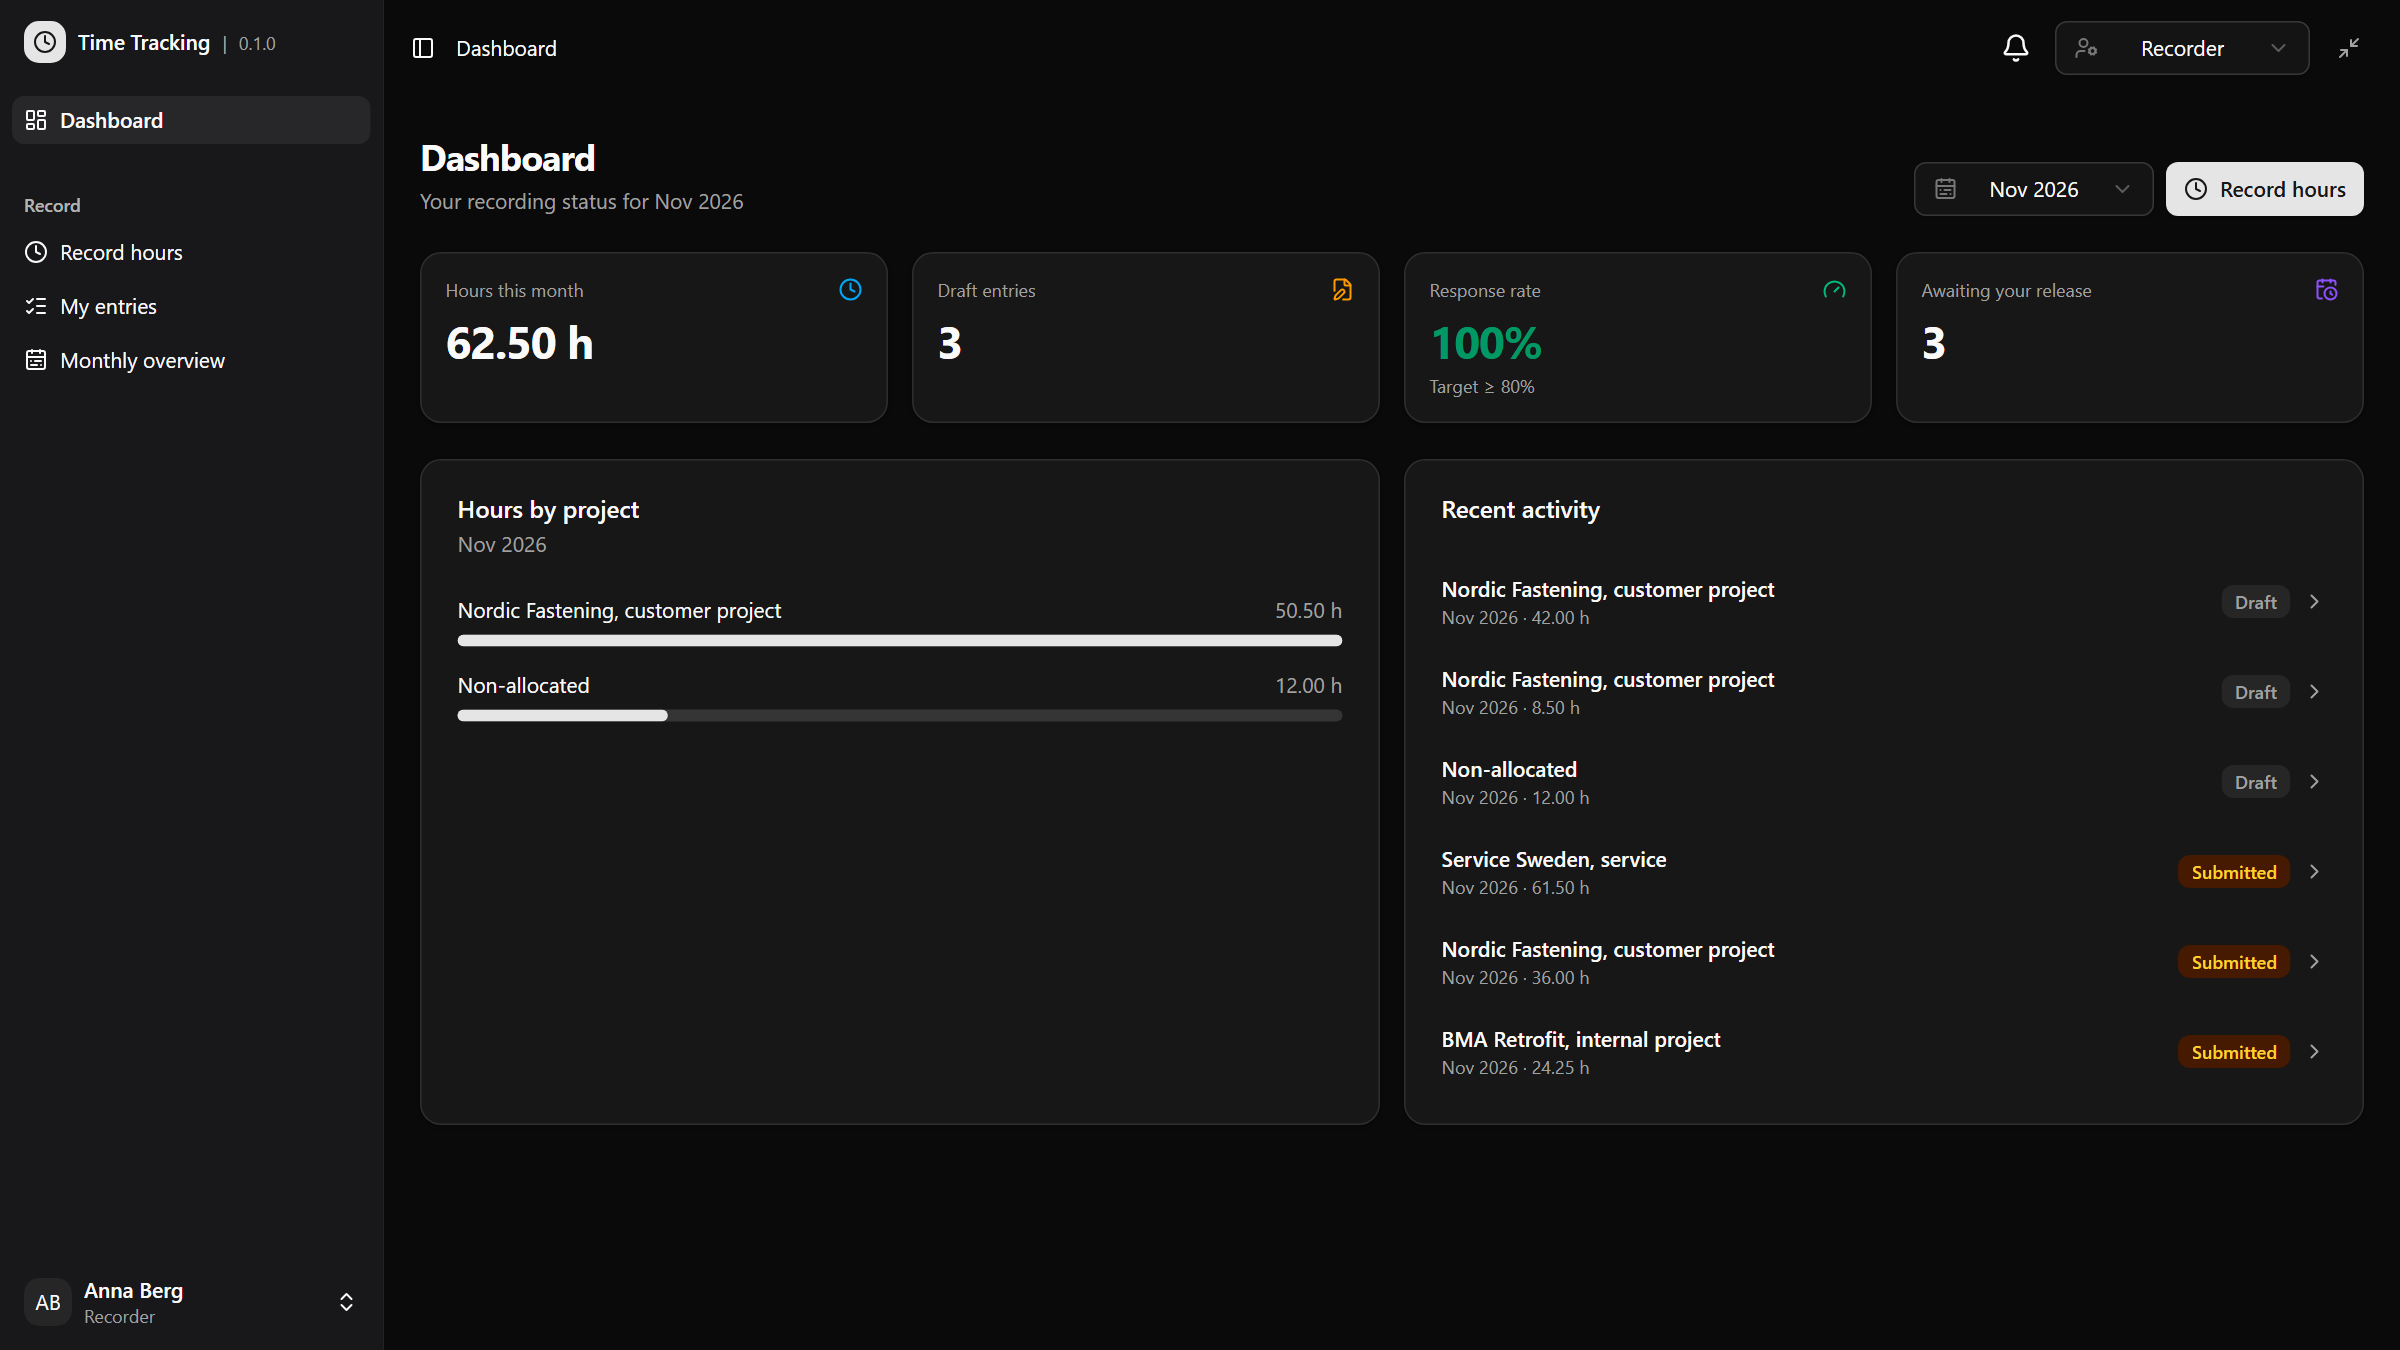 Time Tracking | 0.1.0
Dashboard
Record
Record hours
My entries
Monthly overview
AB
Anna Berg
Recorder
Dashboard
Recorder
Dashboard
Your recording status for Nov 2026
Nov 2026
Record hours
Hours this month
62.50 h
Draft entries
3
Response rate
100%
Target ≥ 80%
Awaiting your release
3
Hours by project
Nov 2026
Nordic Fastening, customer project 50.50 h
Non-allocated 12.00 h
Recent activity
Nordic Fastening, customer project
Nov 2026 · 42.00 h
Draft
Nordic Fastening, customer project
Nov 2026 · 8.50 h
Draft
Non-allocated
Nov 2026 · 12.00 h
Draft
Service Sweden, service
Nov 2026 · 61.50 h
Submitted
Nordic Fastening, customer project
Nov 2026 · 36.00 h
Submitted
BMA Retrofit, internal project
Nov 2026 · 24.25 h
Submitted